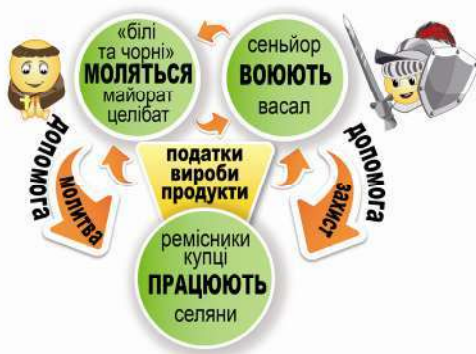 «білі
та чорні»
МОЛЯТЬСЯ
майорат
целібат
сеньйор
ВОЮЮТЬ
васал
допомога
молитва
податки
вироби
продукти
допомога
захист
ремісники
купці
ПРАЦЮЮТЬ
селяни